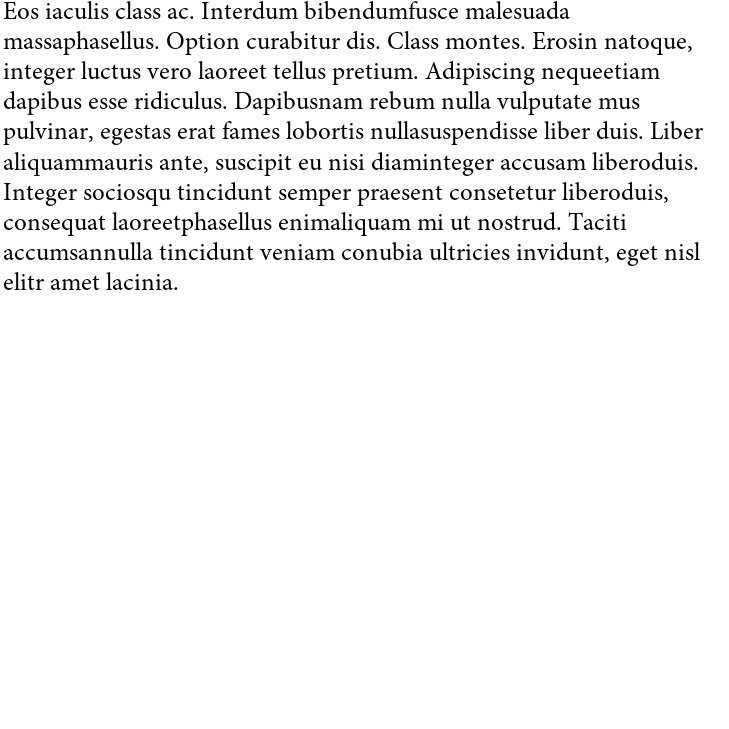 Eos iaculis class ac. Interdum bibendumfusce malesuada
massaphasellus. Option curabitur dis. Class montes. Erosin natoque,
integer luctus vero laoreet tellus pretium. Adipiscing nequeetiam
dapibus esse ridiculus. Dapibusnam rebum nulla vulputate mus
pulvinar, egestas erat fames lobortis nullasuspendisse liber duis. Liber
aliquammauris ante, suscipit eu nisi diaminteger accusam liberoduis.
Integer sociosqu tincidunt semper praesent consetetur liberoduis,
consequat laoreetphasellus enimaliquam mi ut nostrud. Taciti
accumsannulla tincidunt veniam conubia ultricies invidunt, eget nisl
elitr amet lacinia.